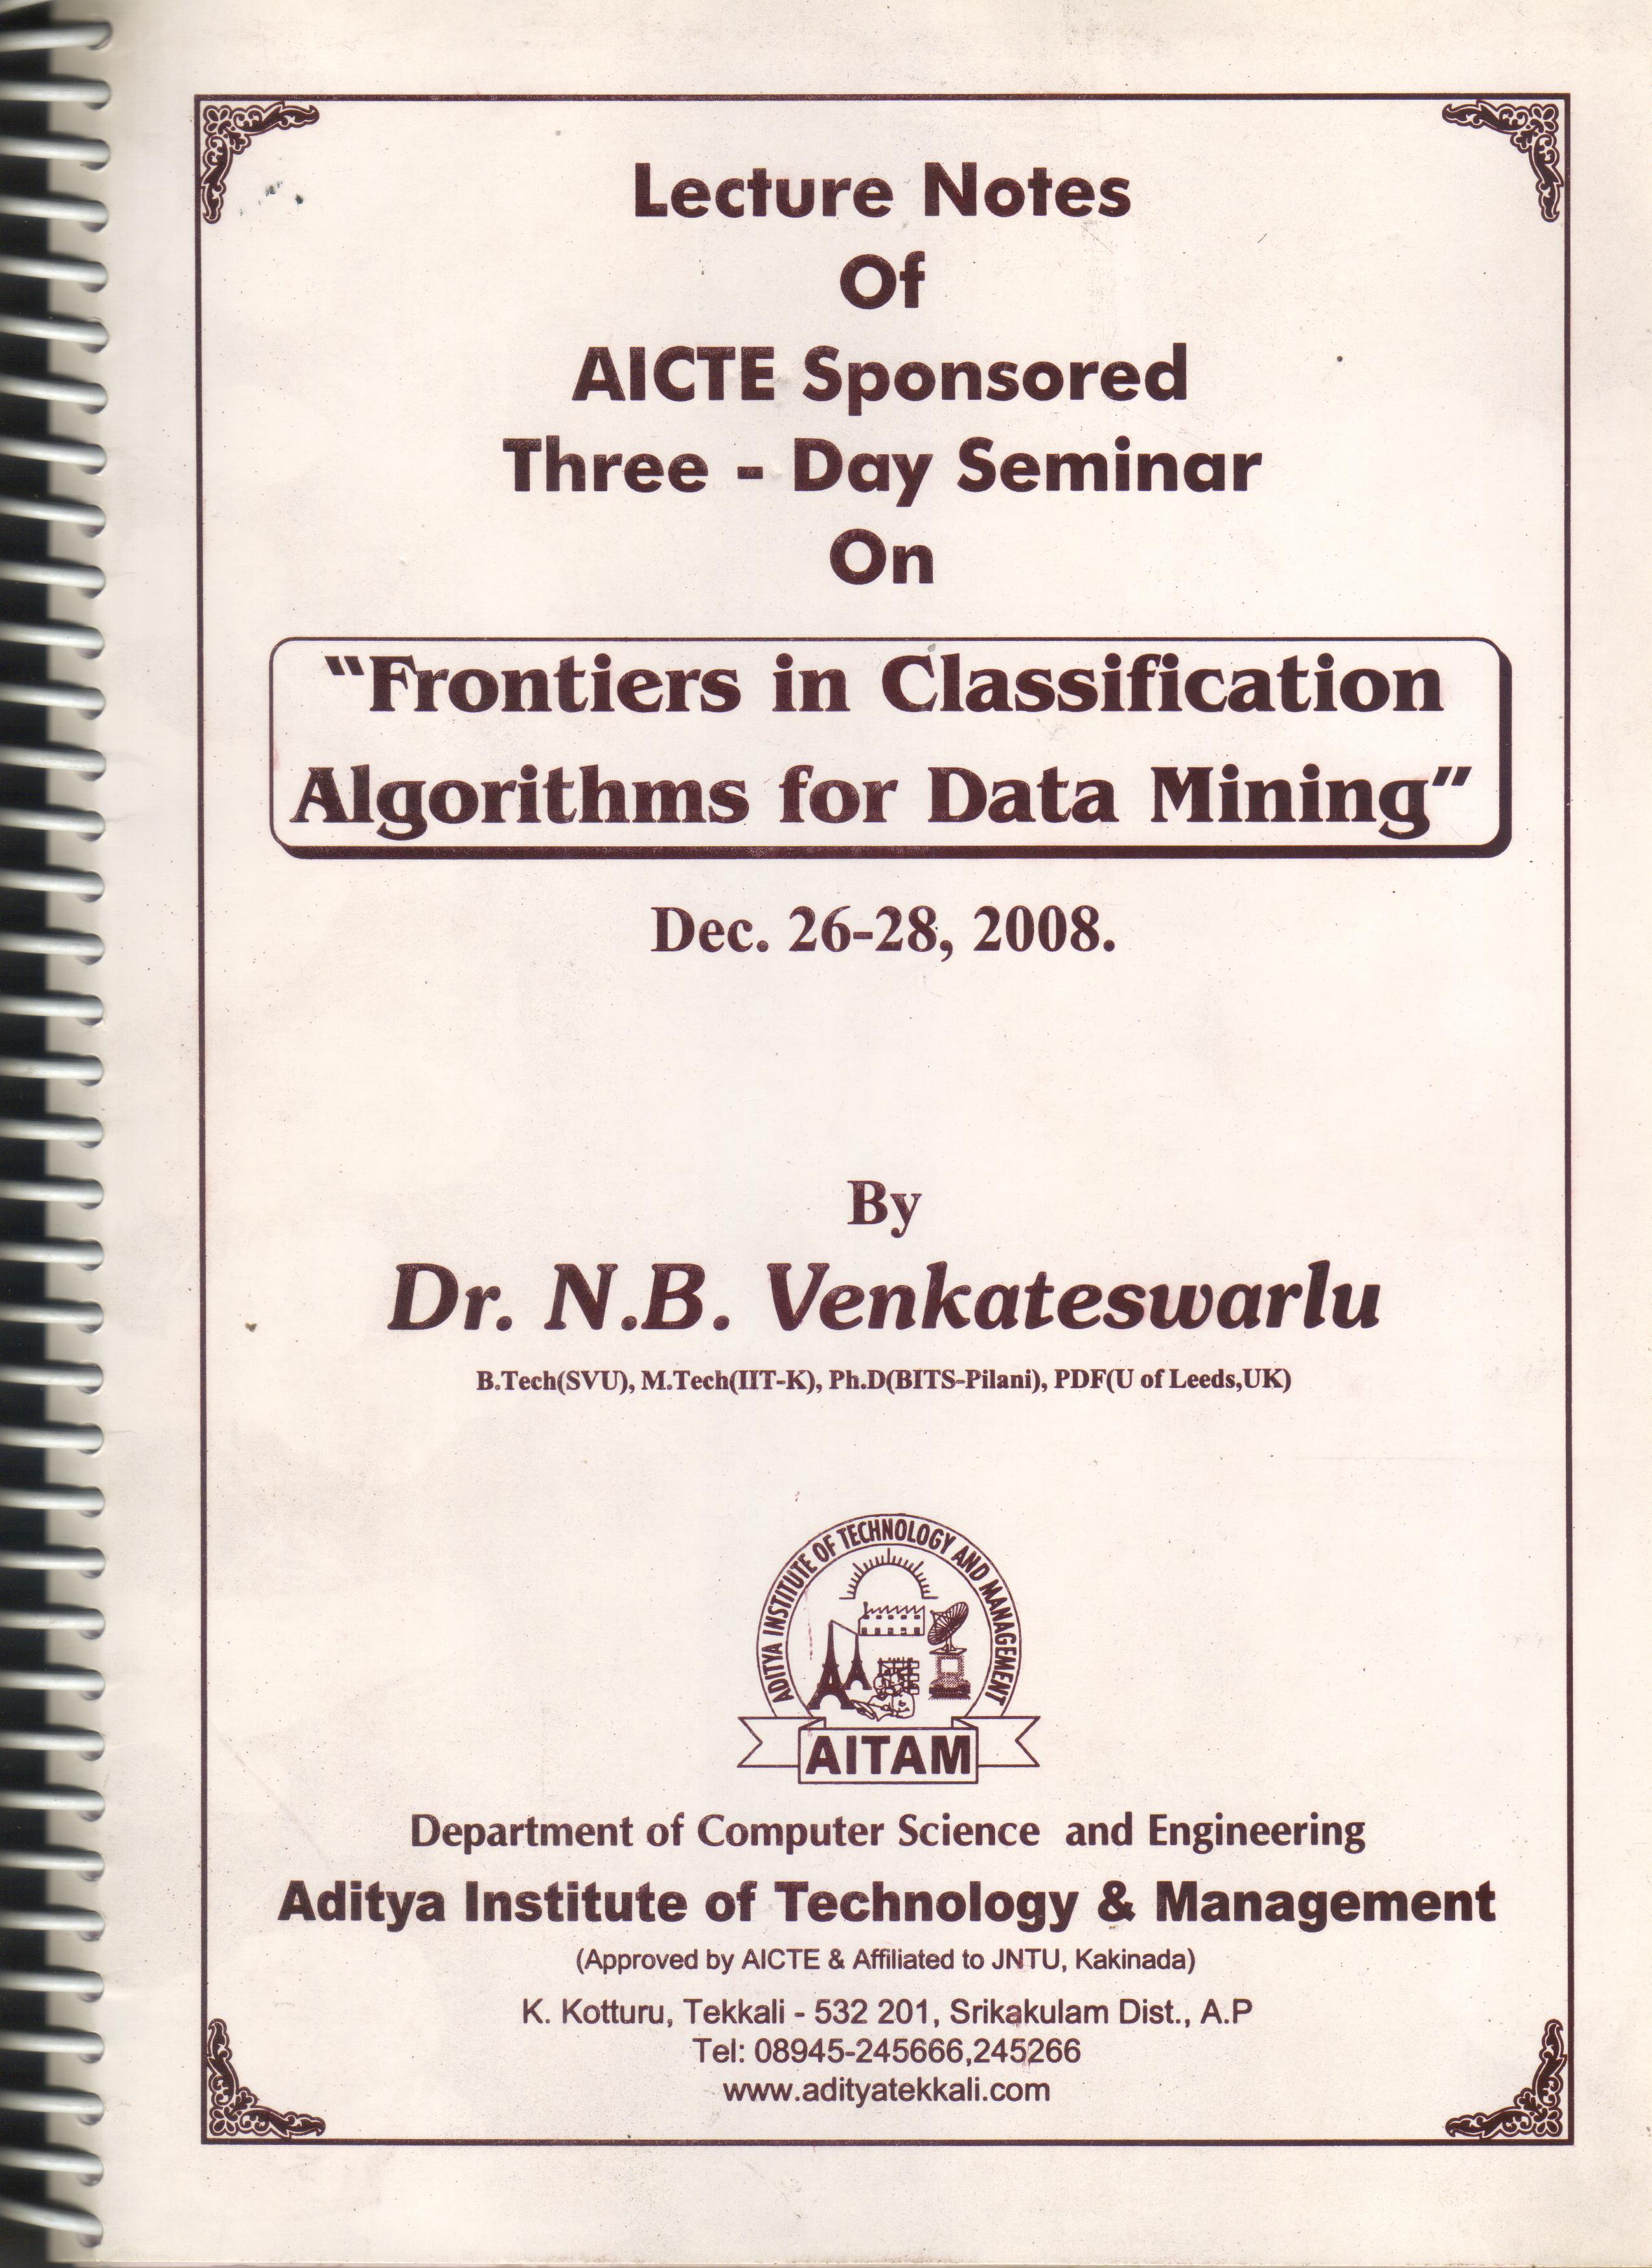 Lecture Notes
Of
AICTE Sponsored
Three - Day Seminar
On
"Frontiers in Classification
Algorithms for Data Mining"
Dec. 26-28, 2008.
By
Dr. N.B. Venkateswarlu
B.Tech(SVU), M.Tech(IIT-K), Ph.D(BITS-Pilani), PDF(U of Leeds,UK)
ADITYA INSTITUTE OF TECHNOLOGY AND MANAGEMENT
AITAM
Department of Computer Science and Engineering
Aditya Institute of Technology & Management
(Approved by AICTE & Affiliated to JNTU, Kakinada)
K. Kotturu, Tekkali - 532 201, Srikakulam Dist., A.P
Tel: 08945-245666,245266
www.adityatekkali.com